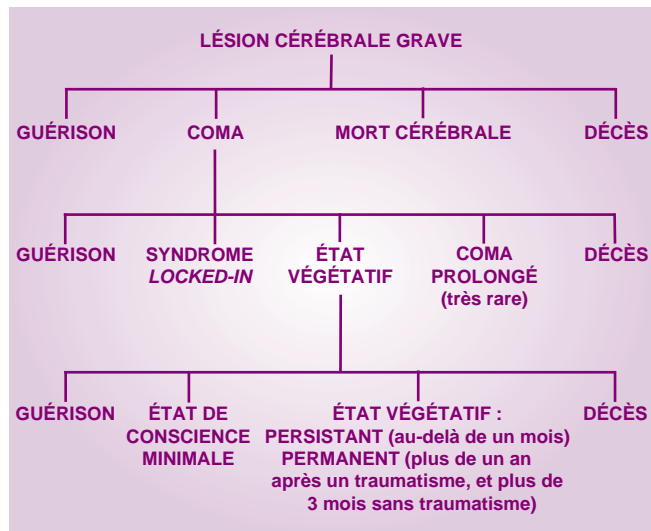 LÉSION CÉRÉBRALE GRAVE
GUÉRISON COMA MORT CÉRÉBRALE DÉCÈS
GUÉRISON SYNDROME LOCKED-IN ÉTAT VÉGÉTATIF COMA PROLONGÉ (très rare) DÉCÈS
GUÉRISON ÉTAT DE CONSCIENCE MINIMALE ÉTAT VÉGÉTATIF : DÉCÈS
PERSISTANT (au-delà de un mois)
PERMANENT (plus de un an
après un traumatisme, et plus de
3 mois sans traumatisme)